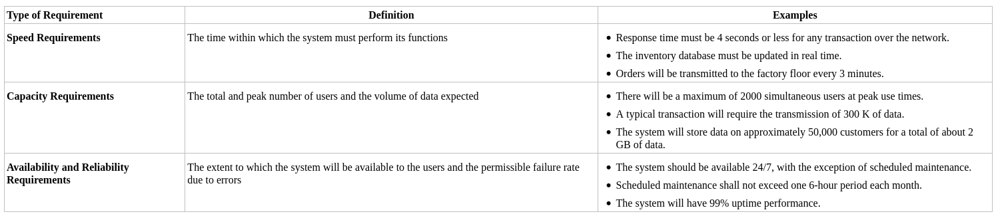 Type of Requirement Definition Examples
Speed Requirements The time within which the system must perform its functions • Response time must be 4 seconds or less for any transaction over the network.
• The inventory database must be updated in real time.
• Orders will be transmitted to the factory floor every 3 minutes.
Capacity Requirements The total and peak number of users and the volume of data expected • There will be a maximum of 2000 simultaneous users at peak use times.
• A typical transaction will require the transmission of 300 K of data.
• The system will store data on approximately 50,000 customers for a total of about 2
GB of data.
Availability and Reliability The extent to which the system will be available to the users and the permissible failure rate • The system should be available 24/7, with the exception of scheduled maintenance.
Requirements due to errors
• Scheduled maintenance shall not exceed one 6-hour period each month.
• The system will have 99% uptime performance.